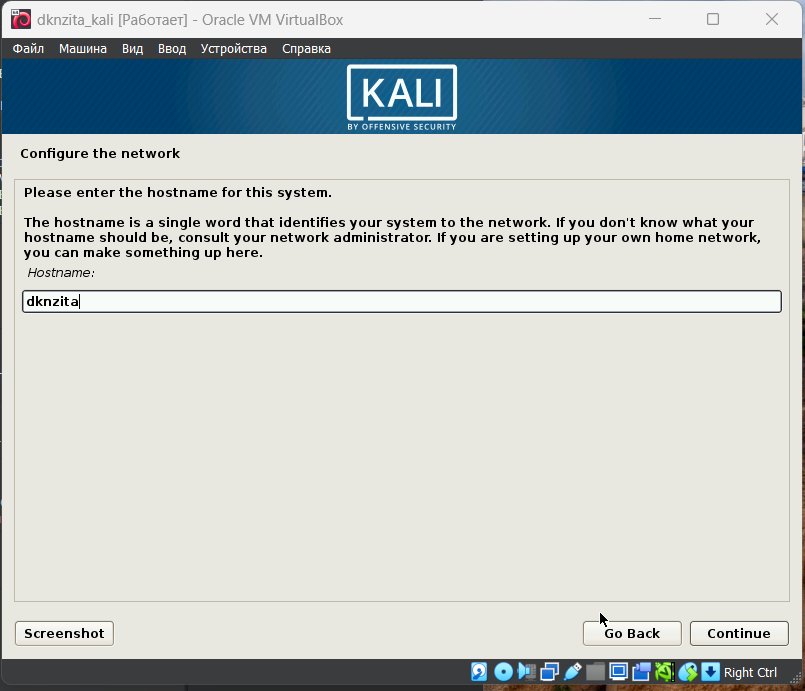 dknzita_kali [Работает] - Oracle VM VirtualBox
Файл Машина Вид Ввод Устройства Справка
KALI
BY OFFENSIVE SECURITY
Configure the network
Please enter the hostname for this system.
The hostname is a single word that identifies your system to the network. If you don't know what your
hostname should be, consult your network administrator. If you are setting up your own home network,
you can make something up here.
Hostname:
dknzita
Screenshot Go Back Continue
Right Ctrl